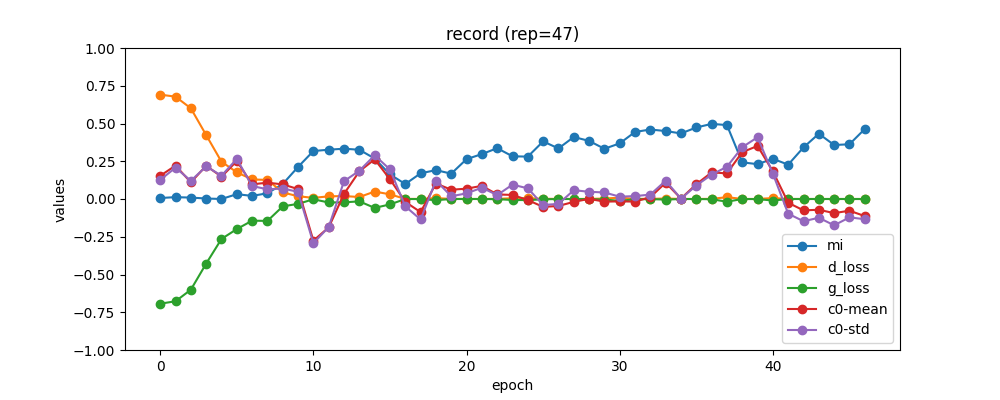 record (rep=47)
values
1.00
0.75
0.50
0.25
0.00
−0.25
−0.50
−0.75
−1.00
0
10
20
30
40
epoch
mi
d_loss
g_loss
c0-mean
c0-std